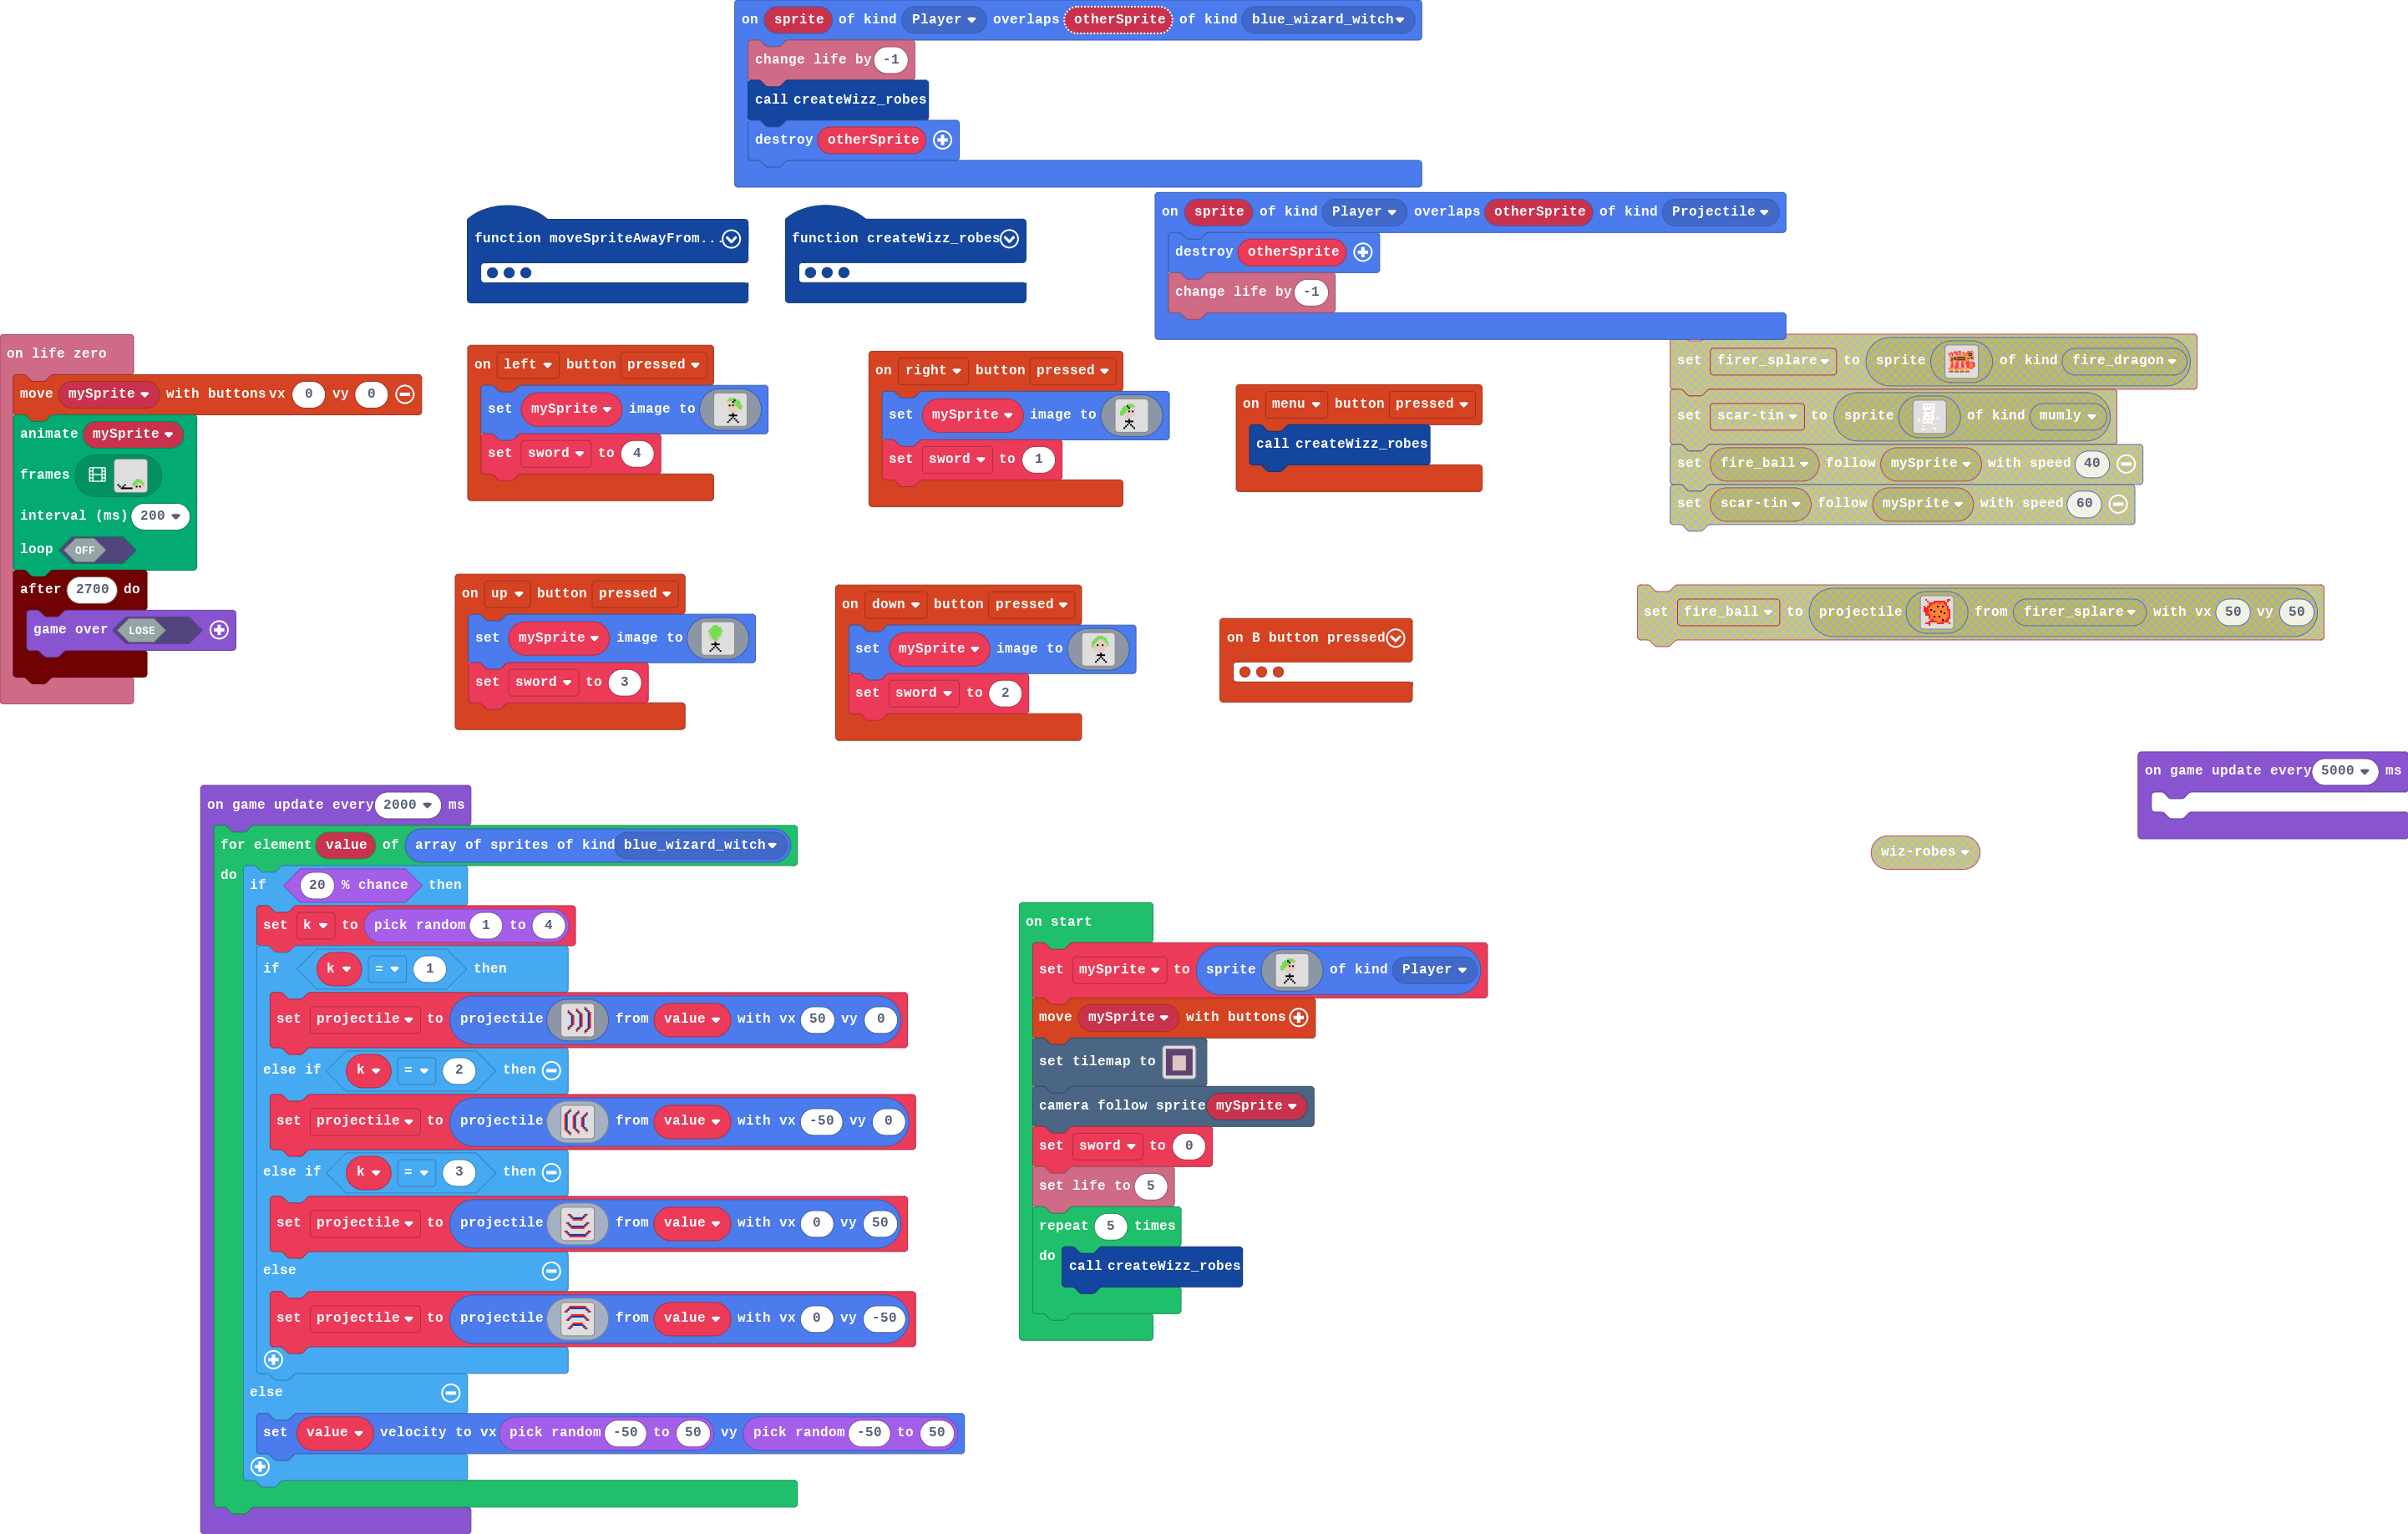 on sprite of kind Player overlaps otherSprite of kind blue_wizard_witch
change life by -1
call createWizz_robes
destroy otherSprite
on sprite of kind Player overlaps otherSprite of kind Projectile
destroy otherSprite
change life by -1
function moveSpriteAwayFrom...
function createWizz_robes
on life zero
move mySprite with buttons vx 0 vy 0
animate mySprite
frames
interval (ms) 200
loop OFF
after 2700 do
game over LOSE
on left button pressed
set mySprite image to
set sword to 4
on right button pressed
set mySprite image to
set sword to 1
on menu button pressed
call createWizz_robes
set firer_splare to sprite of kind fire_dragon
set scar-tin to sprite of kind mumly
set fire_ball follow mySprite with speed 40
set scar-tin follow mySprite with speed 60
on up button pressed
set mySprite image to
set sword to 3
on down button pressed
set mySprite image to
set sword to 2
on B button pressed
set fire_ball to projectile from firer_splare with vx 50 vy 50
on game update every 5000 ms
wiz-robes
on game update every 2000 ms
for element value of array of sprites of kind blue_wizard_witch
do
if 20 % chance then
set k to pick random 1 to 4
if k = 1 then
set projectile to projectile from value with vx 50 vy 0
else if k = 2 then
set projectile to projectile from value with vx -50 vy 0
else if k = 3 then
set projectile to projectile from value with vx 0 vy 50
else
set projectile to projectile from value with vx 0 vy -50
else
set value velocity to vx pick random -50 to 50 vy pick random -50 to 50
on start
set mySprite to sprite of kind Player
move mySprite with buttons
set tilemap to
camera follow sprite mySprite
set sword to 0
set life to 5
repeat 5 times
do call createWizz_robes